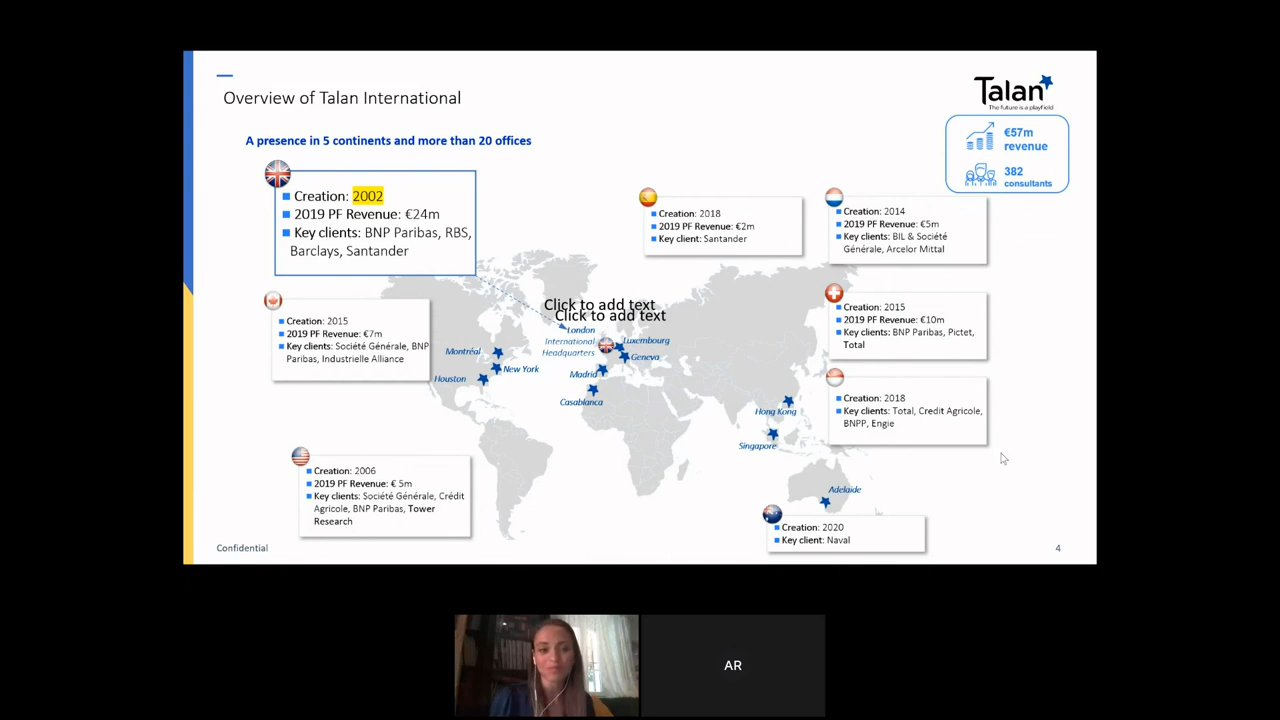 Overview of Talan International
Talan
The future is a playfield
A presence in 5 continents and more than 20 offices
€57m
revenue
382
consultants
Creation: 2002
2019 PF Revenue: €24m
Key clients: BNP Paribas, RBS,
Barclays, Santander
Creation: 2018
2019 PF Revenue: €2m
Key client: Santander
Creation: 2014
2019 PF Revenue: €5m
Key clients: BIL & Société
Générale, Arcelor Mittal
Creation: 2015
2019 PF Revenue: €7m
Key clients: Société Générale, BNP
Paribas, Industrielle Alliance
Click to add text
Click to add text
London
International
Headquarters
Luxembourg
Geneva
Montréal
New York
Houston
Madrid
Casablanca
Hong Kong
Singapore
Adelaide
Creation: 2015
2019 PF Revenue: €10m
Key clients: BNP Paribas, Pictet,
Total
Creation: 2018
Key clients: Total, Credit Agricole,
BNPP, Engie
Creation: 2006
2019 PF Revenue: € 5m
Key clients: Société Générale, Crédit
Agricole, BNP Paribas, Tower
Research
Creation: 2020
Key client: Naval
Confidential
4
AR